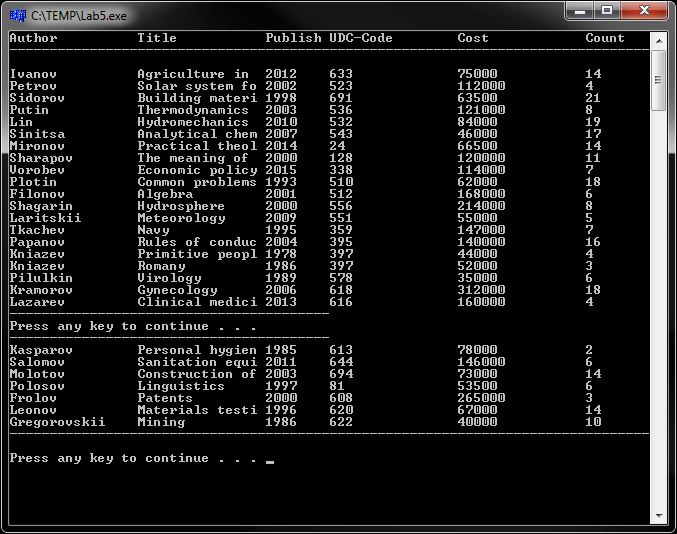 C:\TEMP\Lab5.exe
Author Title Publish UDC-Code Cost Count
Ivanov Agriculture in 2012 633 75000 14
Petrov Solar system fo 2002 523 112000 4
Sidorov Building materi 1998 691 63500 21
Putin Thermodynamics 2003 536 121000 8
Lin Hydromechanics 2010 532 84000 19
Sinitsa Analytical chem 2007 543 46000 17
Mironov Practical theol 2014 24 66500 14
Sharapov The meaning of 2000 128 120000 11
Vorobev Economic policy 2015 338 114000 7
Plotin Common problems 1993 510 62000 18
Filonov Algebra 2001 512 168000 6
Shagarin Hydrosphere 2000 556 214000 8
Laritskii Meteorology 2009 551 55000 5
Tkachev Navy 1995 359 147000 7
Papanov Rules of conduc 2004 395 140000 16
Kniazev Primitive peopl 1978 397 44000 4
Kniazev Romany 1986 397 52000 3
Pilulkin Virology 1989 578 35000 6
Kramorov Gynecology 2006 618 312000 18
Lazarev Clinical medici 2013 616 160000 4
Press any key to continue . . .
Kasparov Personal hygien 1985 613 78000 2
Salomov Sanitation equi 2011 644 146000 6
Molotov Construction of 2003 694 73000 14
Polosov Linguistics 1997 81 53500 6
Frolov Patents 2000 608 265000 3
Leonov Materials testi 1996 620 67000 14
Gregorovskii Mining 1986 622 40000 10
Press any key to continue . . .